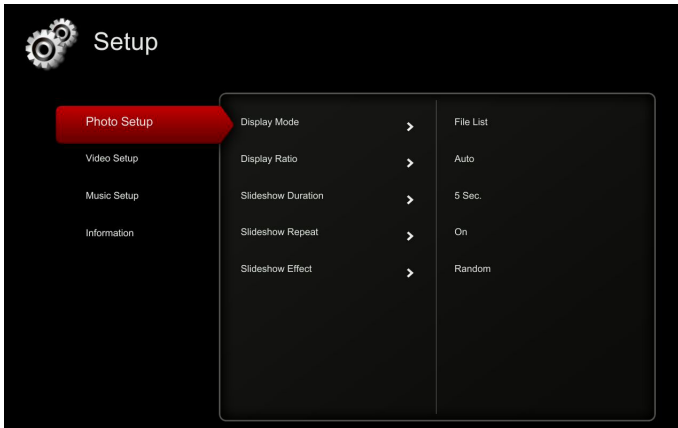 Setup
Photo Setup
Display Mode
File List
Video Setup
Display Ratio
Auto
Music Setup
Slideshow Duration
5 Sec.
Information
Slideshow Repeat
On
Slideshow Effect
Random